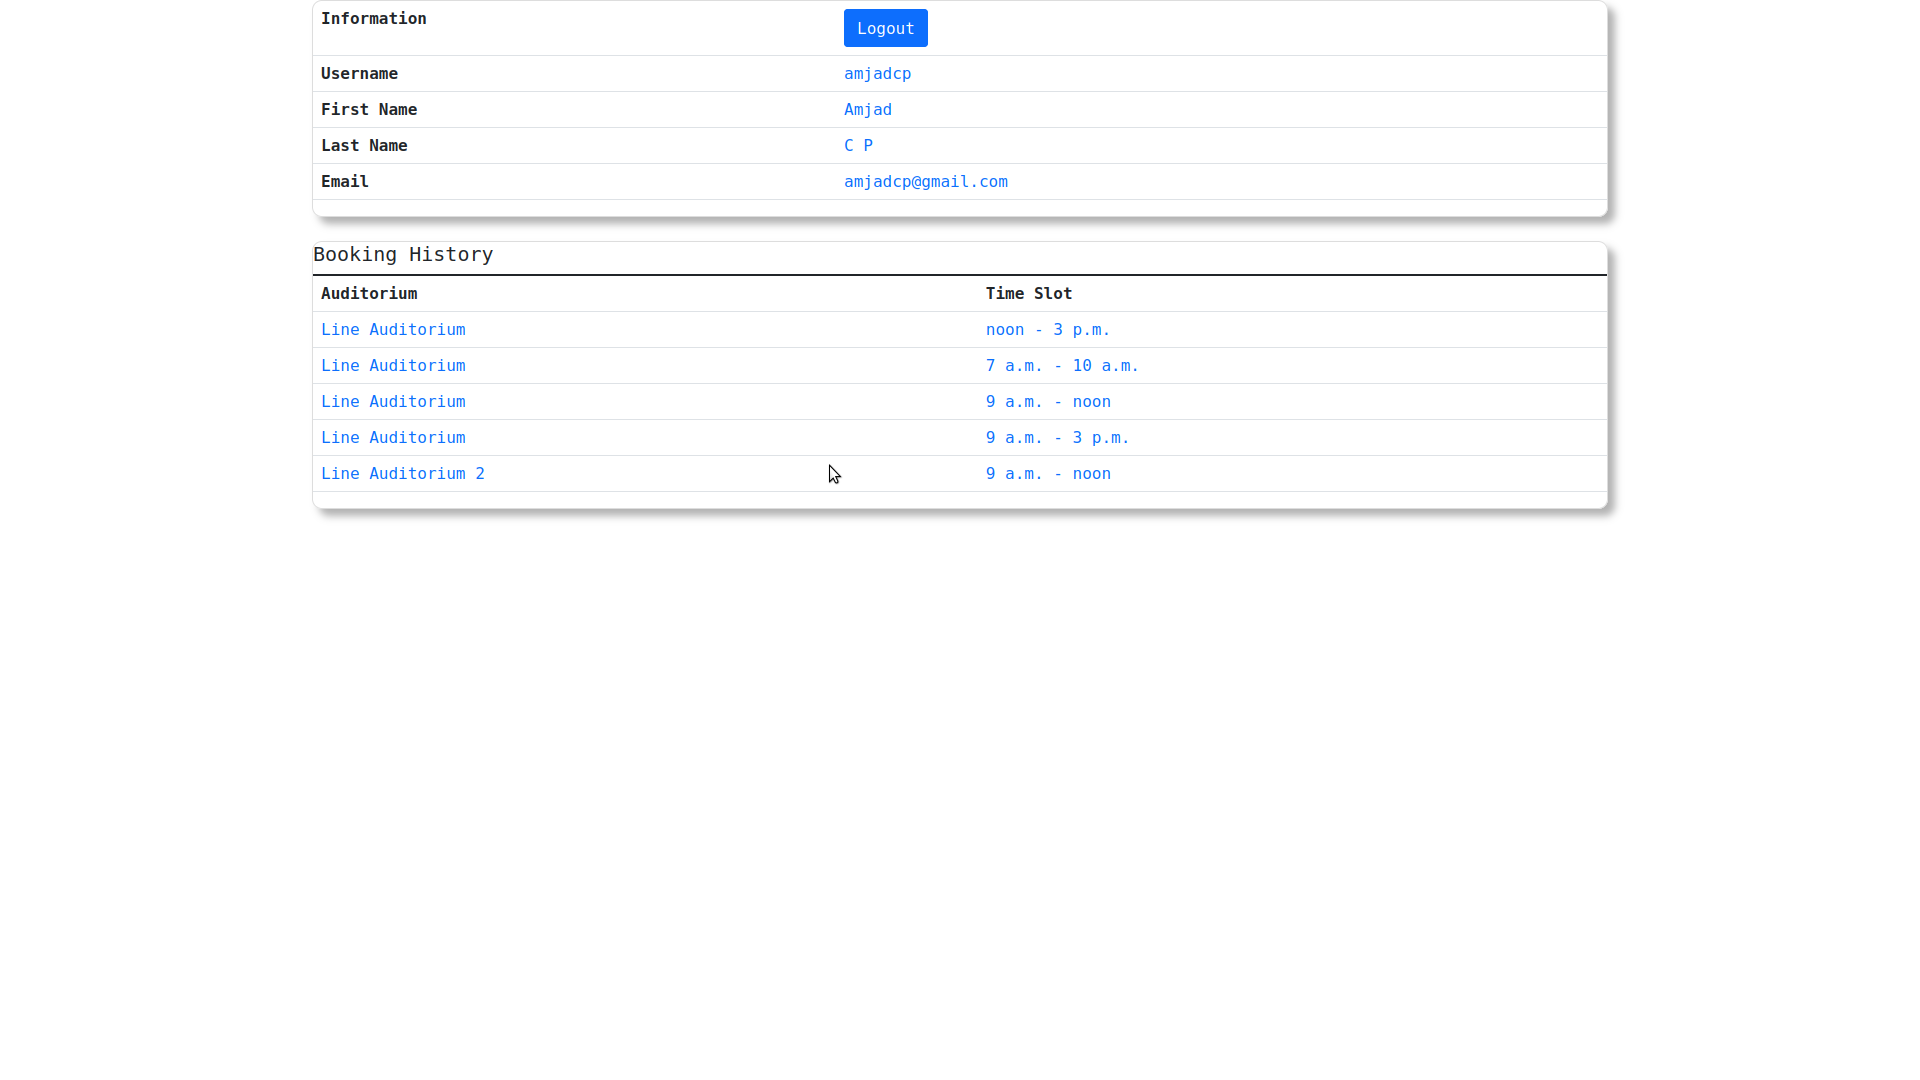 Information Logout
Username amjadcp
First Name Amjad
Last Name C P
Email amjadcp@gmail.com
Booking History
Auditorium Time Slot
Line Auditorium noon - 3 p.m.
Line Auditorium 7 a.m. - 10 a.m.
Line Auditorium 9 a.m. - noon
Line Auditorium 9 a.m. - 3 p.m.
Line Auditorium 2 9 a.m. - noon